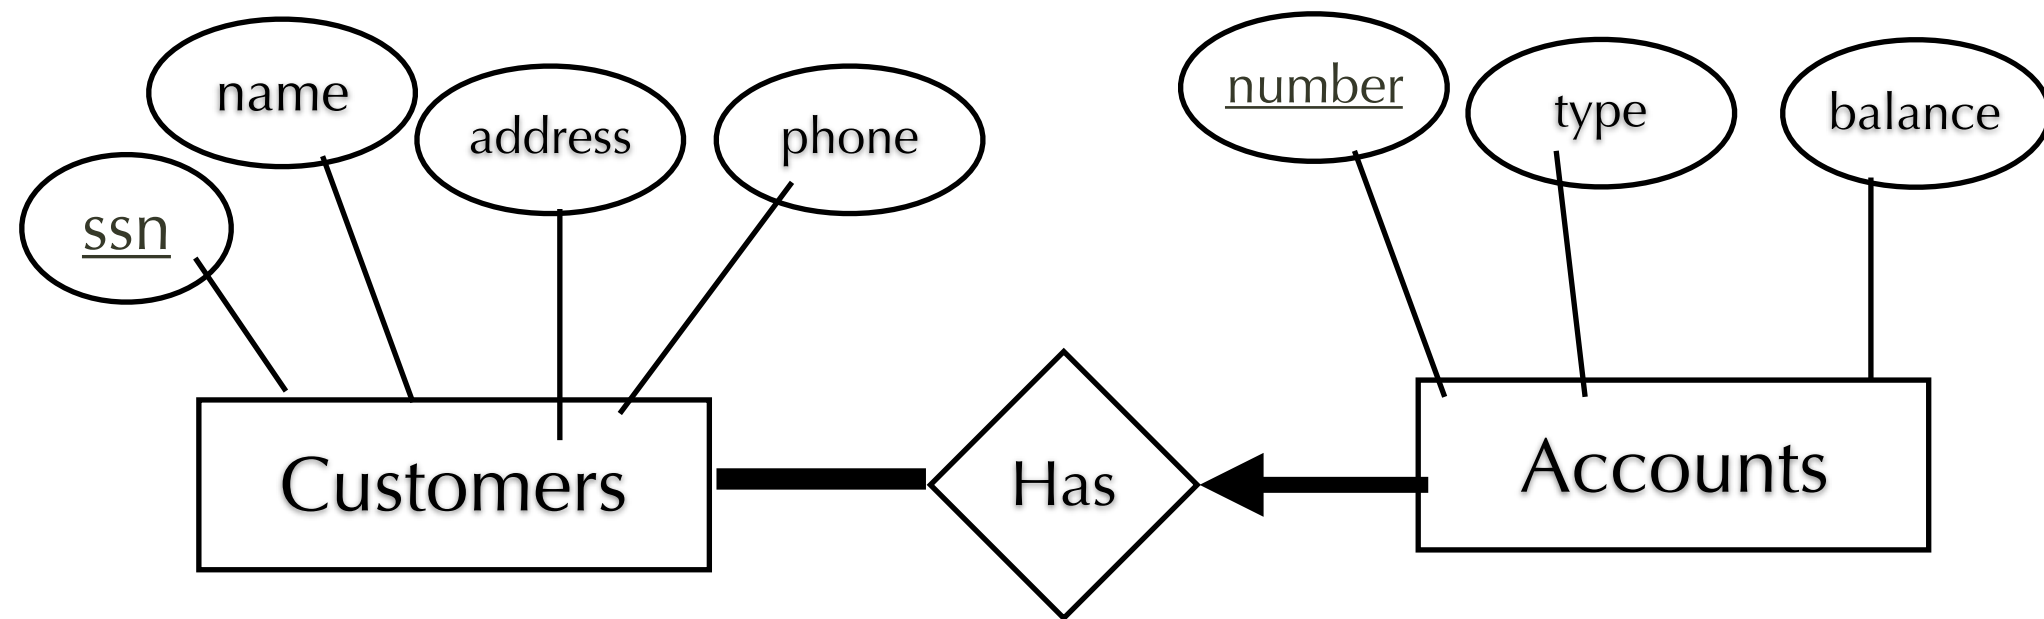 ssn
name
address
phone
number
type
balance
Customers
Has
Accounts